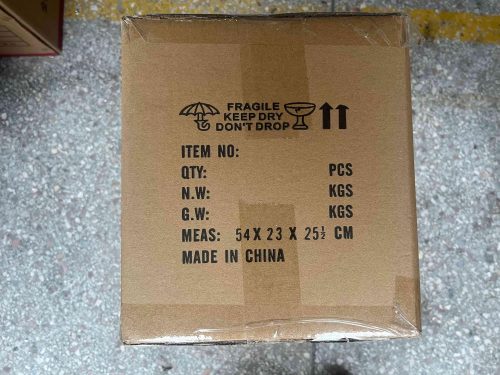 FRAGILE
KEEP DRY
DON'T DROP
ITEM NO:
QTY: PCS
N.W: KGS
G.W: KGS
MEAS: 54 X 23 X 25½ CM
MADE IN CHINA